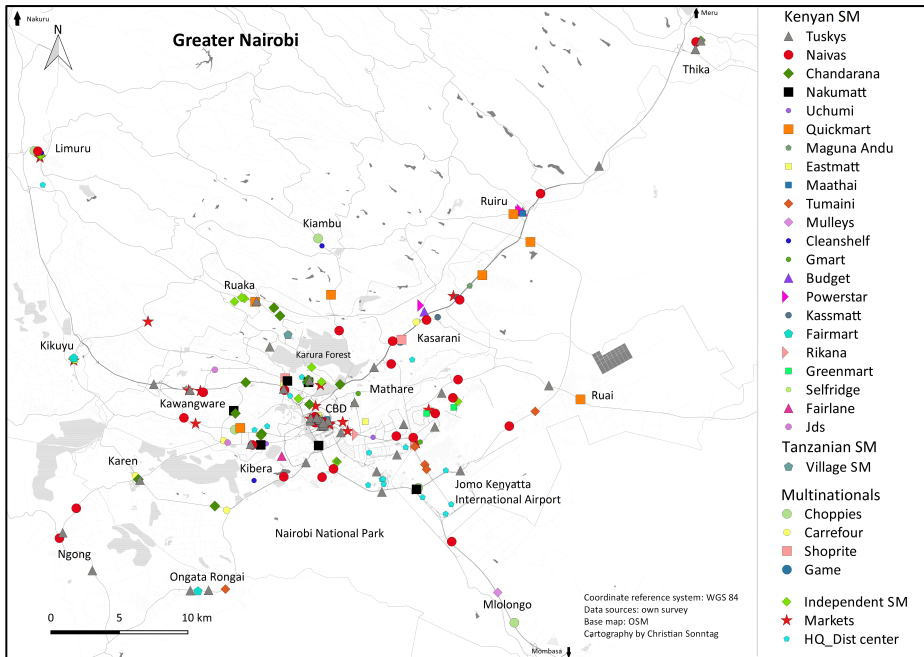 Nakuru
Meru
N
Greater Nairobi
Thika
Limuru
Ruiru
Kiambu
Ruaka
Kasarani
Kikuyu
Karura Forest
Mathare
Ruai
Kawangware
CBD
Karen
Kibera
Jomo Kenyatta
International Airport
Nairobi National Park
Ngong
Ongata Rongai
Mlolongo
0 5 10 km
Coordinate reference system: WGS 84
Data sources: own survey
Base map: OSM
Cartography by Christian Sonntag
Mombasa
Kenyan SM
Tuskys
Naivas
Chandarana
Nakumatt
Uchumi
Quickmart
Maguna Andu
Eastmatt
Maathai
Tumaini
Mulleys
Cleanshelf
Gmart
Budget
Powerstar
Kassmatt
Fairmart
Rikana
Greenmart
Selfridge
Fairlane
Jds
Tanzanian SM
Village SM
Multinationals
Choppies
Carrefour
Shoprite
Game
Independent SM
Markets
HQ_Dist center